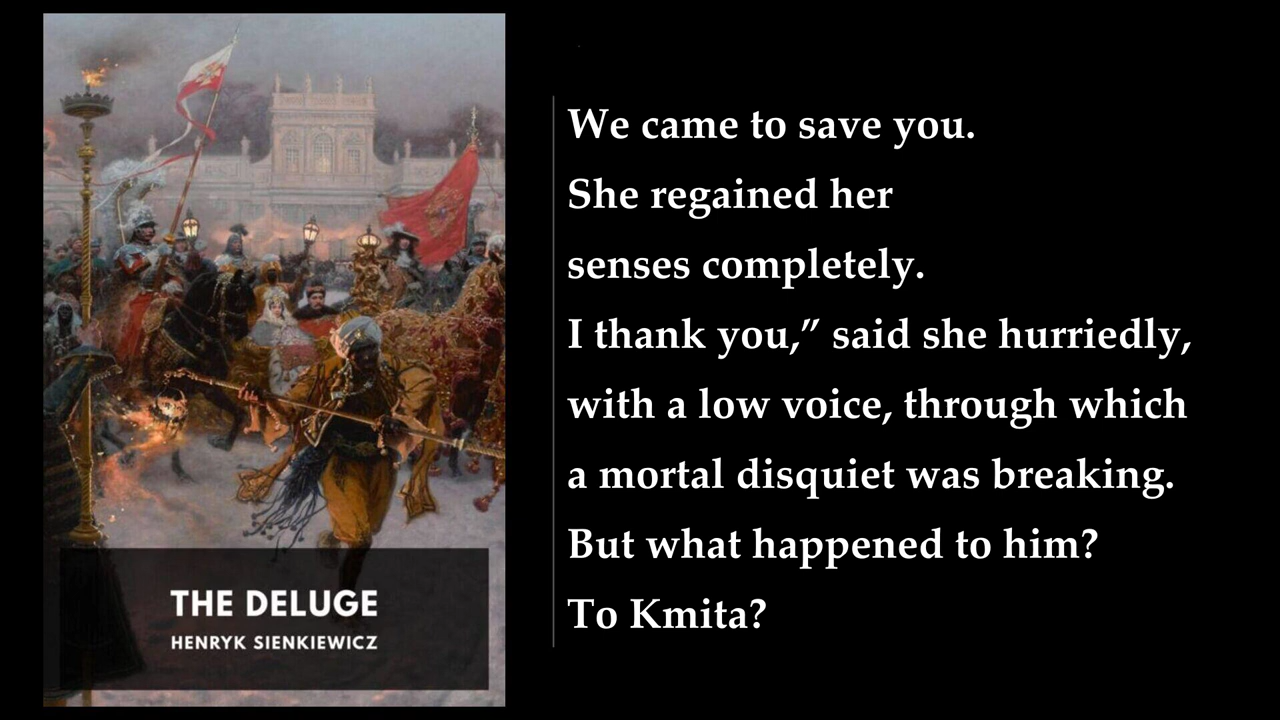 We came to save you.
She regained her
senses completely.
I thank you,” said she hurriedly,
with a low voice, through which
a mortal disquiet was breaking.
But what happened to him?
To Kmita?
THE DELUGE
HENRYK SIENKIEWICZ